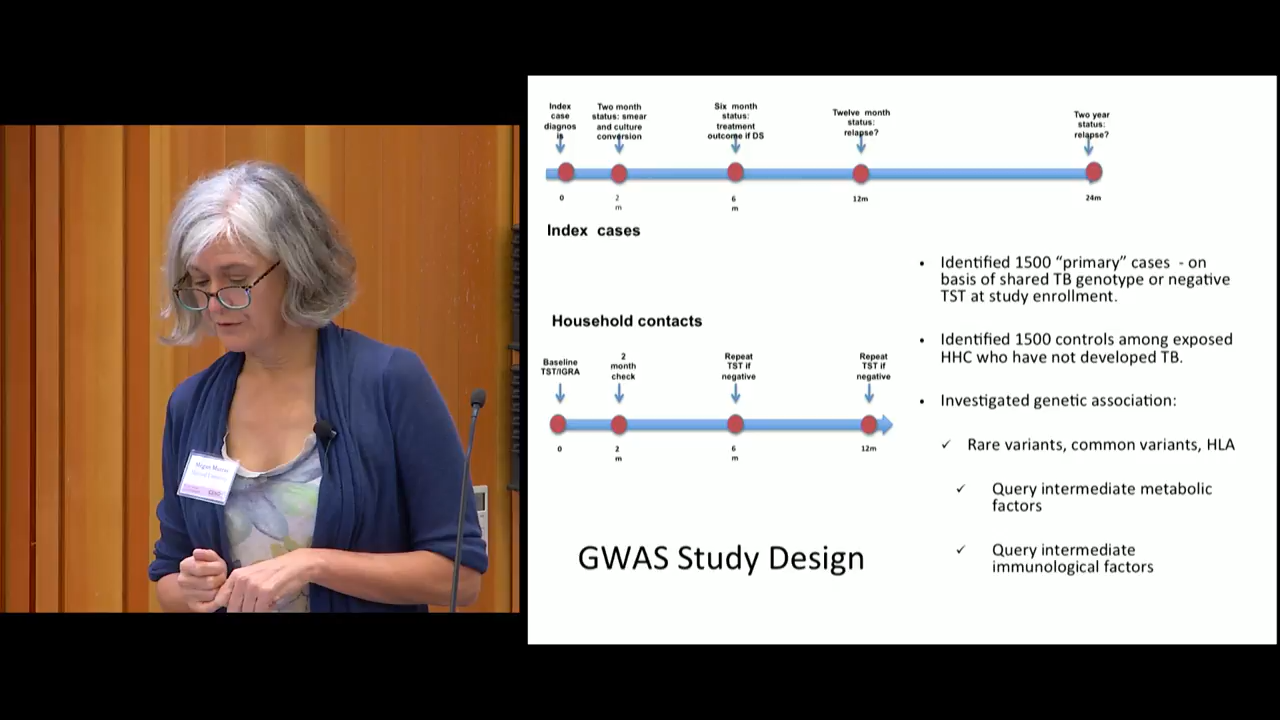 Index
case
diagnos
is
Two month
status: smear
and culture
conversion
Six month
status:
treatment
outcome if DS
Twelve month
status:
relapse?
Two year
status:
relapse?
0
2
m
6
m
12m
24m
Index cases
Household contacts
Baseline
TST/IGRA
2
month
check
Repeat
TST if
negative
Repeat
TST if
negative
0
2
m
6
m
12m
GWAS Study Design
• Identified 1500 “primary” cases - on
basis of shared TB genotype or negative
TST at study enrollment.
• Identified 1500 controls among exposed
HHC who have not developed TB.
• Investigated genetic association:
✓ Rare variants, common variants, HLA
✓ Query intermediate metabolic
factors
✓ Query intermediate
immunological factors
Megan